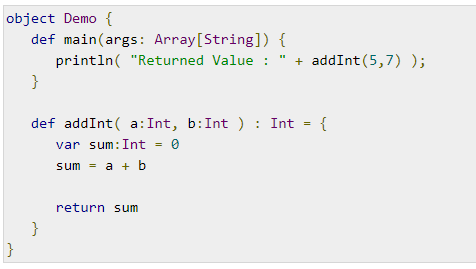 object Demo {
   def main(args: Array[String]) {
      println( "Returned Value : " + addInt(5,7) );
   }

   def addInt( a:Int, b:Int ) : Int = {
      var sum:Int = 0
      sum = a + b

      return sum
   }
}